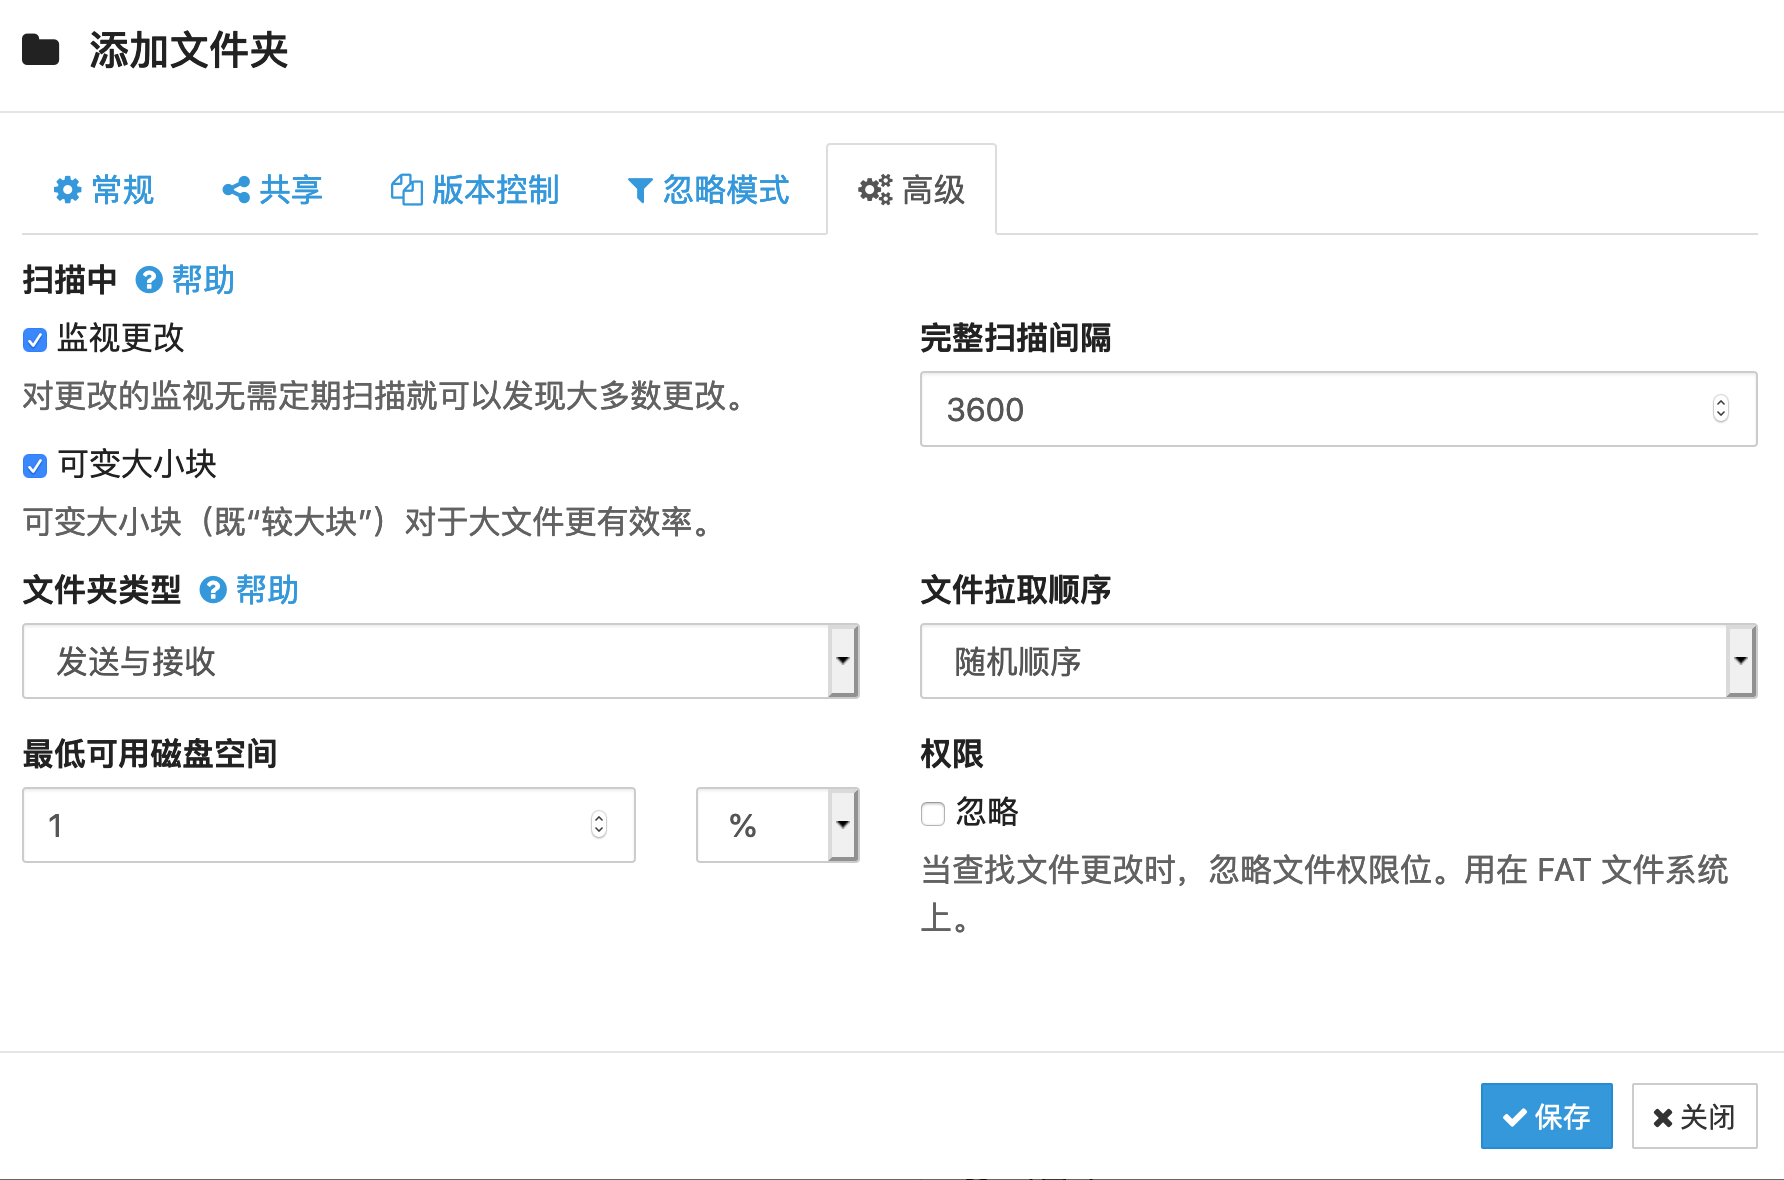 添加文件夹
常规 共享 版本控制 忽略模式 高级
扫描中 帮助
监视更改
对更改的监视无需定期扫描就可以发现大多数更改。
完整扫描间隔
3600
可变大小块
可变大小块（既“较大块”）对于大文件更有效率。
文件夹类型 帮助
发送与接收
文件拉取顺序
随机顺序
最低可用磁盘空间
1 %
权限
忽略
当查找文件更改时，忽略文件权限位。用在 FAT 文件系统
上。
保存 关闭